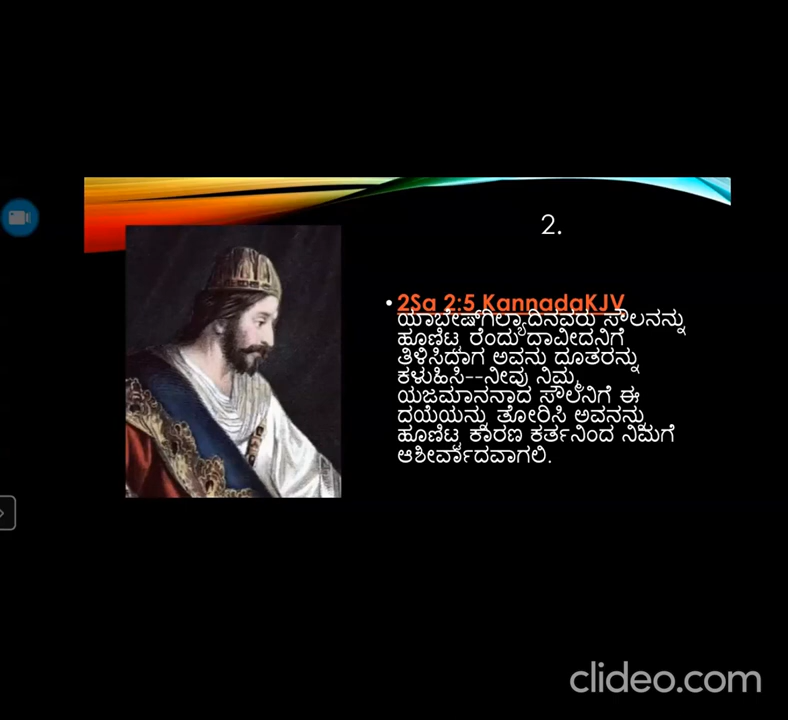 2.
• 2Sa 2:5 KannadaKJV
ಯಾಬೇಷ್‌ಗಿಲ್ಯಾದಿನವರು ಸೌಲನನ್ನು
ಹೂಣಿಟ್ಟ ರೆಂದು ದಾವೀದನಿಗೆ
ತಿಳಿಸಿದಾಗ ಅವನು ದೂತರನ್ನು
ಕಳುಹಿಸಿ--ನೀವು ನಿಮ್ಮ
ಯಜಮಾನನಾದ ಸೌಲನಿಗೆ ಈ
ದಯೆಯನ್ನು ತೋರಿಸಿ ಅವನನ್ನು
ಹೂಣಿಟ್ಟ ಕಾರಣ ಕರ್ತನಿಂದ ನಿಮಗೆ
ಆಶೀರ್ವಾದವಾಗಲಿ.
clideo.com